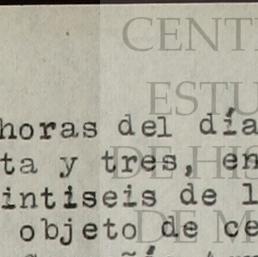 CENT
ESTU
horas del día
ta y tres, en
DE HIS
intiseis de l
objeto de ce
DE M